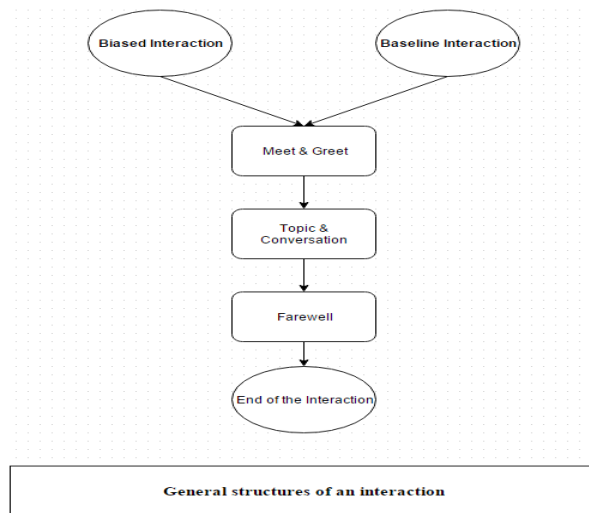 Biased Interaction
Baseline Interaction
Meet & Greet
Topic &
Conversation
Farewell
End of the Interaction
General structures of an interaction